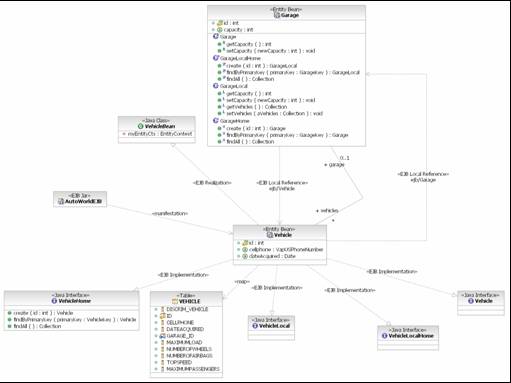 «Entity Bean»
Garage
id : int
capacity : int
Garage
getCapacity ( ) : int
setCapacity ( newCapacity : int ) : void
GarageLocalHome
create ( id : int ) : GarageLocal
findByPrimaryKey ( primaryKey : GarageKey ) : GarageLocal
findAll ( ) : Collection
GarageLocal
getCapacity ( ) : int
setCapacity ( newCapacity : int ) : void
getVehicles ( ) : Collection
setVehicles ( aVehicles : Collection ) : void
GarageHome
create ( id : int ) : Garage
findByPrimaryKey ( primaryKey : GarageKey ) : Garage
findAll ( ) : Collection
«Java Class»
VehicleBean
myEntityCtx : EntityContext
0..1
+ garage
«EJB Local Reference»
ejb/Garage
«EJB Realization»
«EJB Local Reference»
ejb/Vehicle
«EJB Jar»
AutoWorldEJB
«manifestation»
+ vehicles
*
«Entity Bean»
Vehicle
id : int
cellphone : VapUSPhoneNumber
dateAcquired : Date
«EJB Implementation»
«map»
«EJB Implementation»
«EJB Implementation»
«EJB Implementation»
«Java Interface»
VehicleHome
create ( id : int ) : Vehicle
findByPrimaryKey ( primaryKey : VehicleKey ) : Vehicle
findAll ( ) : Collection
«Table»
VEHICLE
DISCRIM_VEHICLE
ID
CELLPHONE
DATEACQUIRED
GARAGE_ID
MAXIMUMLOAD
NUMBEROFWHEELS
NUMBEROFAIRBAGS
TOPSPEED
MAXIMUMPASSENGERS
«Java Interface»
VehicleLocal
«Java Interface»
VehicleLocalHome
«Java Interface»
Vehicle